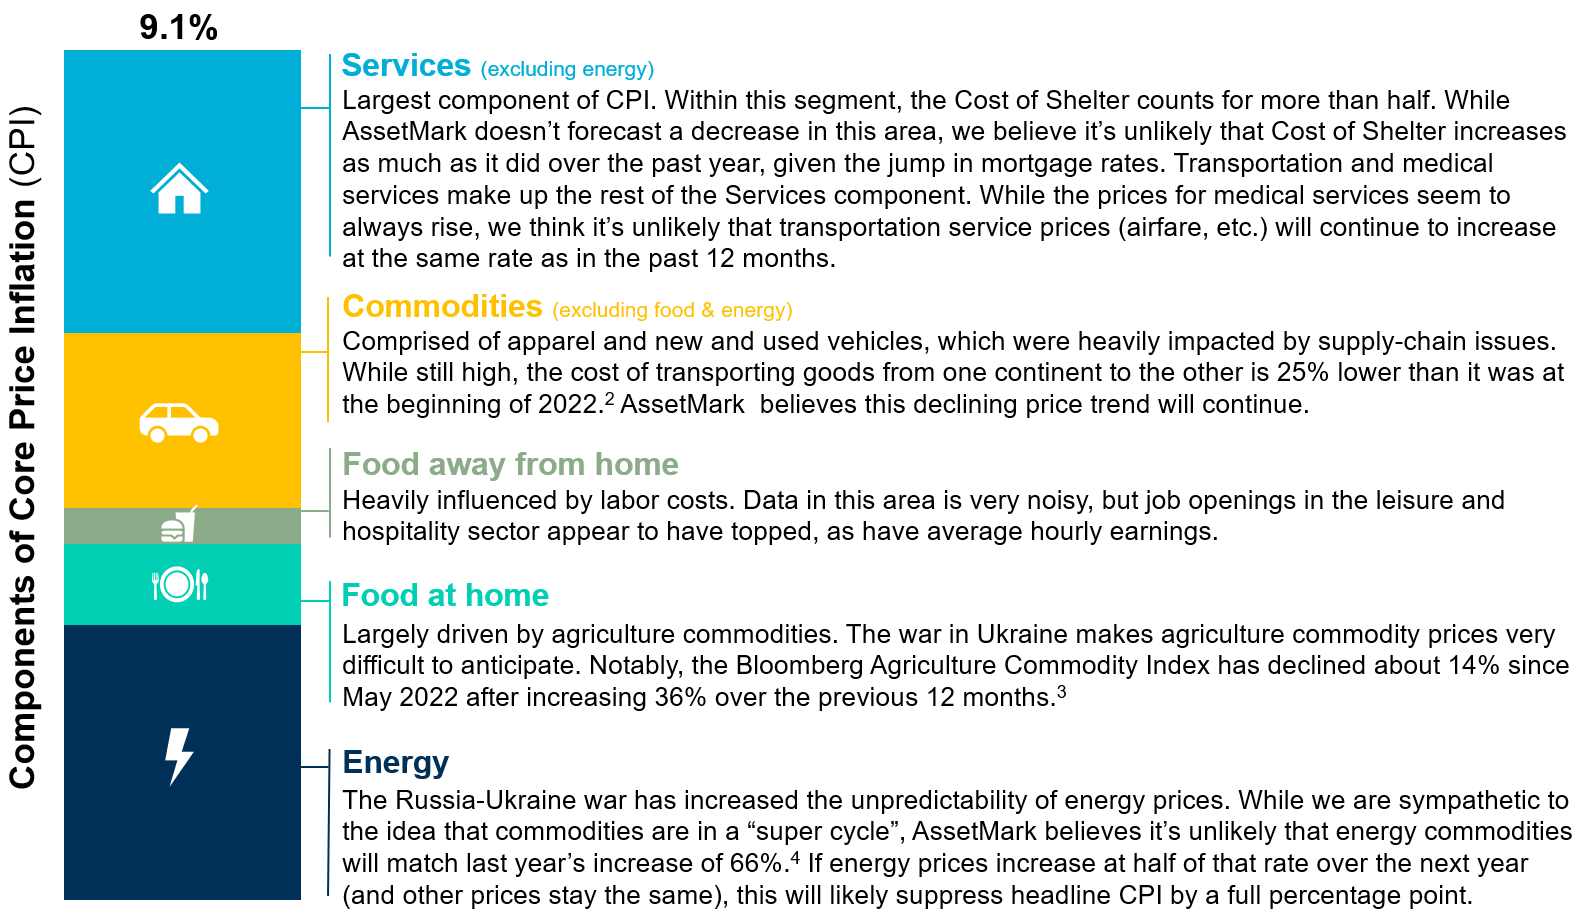 9.1%
Components of Core Price Inflation (CPI)
Services (excluding energy)
Largest component of CPI. Within this segment, the Cost of Shelter counts for more than half. While
AssetMark doesn’t forecast a decrease in this area, we believe it’s unlikely that Cost of Shelter increases
as much as it did over the past year, given the jump in mortgage rates. Transportation and medical
services make up the rest of the Services component. While the prices for medical services seem to
always rise, we think it’s unlikely that transportation service prices (airfare, etc.) will continue to increase
at the same rate as in the past 12 months.
Commodities (excluding food & energy)
Comprised of apparel and new and used vehicles, which were heavily impacted by supply-chain issues.
While still high, the cost of transporting goods from one continent to the other is 25% lower than it was at
the beginning of 2022.² AssetMark  believes this declining price trend will continue.
Food away from home
Heavily influenced by labor costs. Data in this area is very noisy, but job openings in the leisure and
hospitality sector appear to have topped, as have average hourly earnings.
Food at home
Largely driven by agriculture commodities. The war in Ukraine makes agriculture commodity prices very
difficult to anticipate. Notably, the Bloomberg Agriculture Commodity Index has declined about 14% since
May 2022 after increasing 36% over the previous 12 months.³
Energy
The Russia-Ukraine war has increased the unpredictability of energy prices. While we are sympathetic to
the idea that commodities are in a “super cycle”, AssetMark believes it’s unlikely that energy commodities
will match last year’s increase of 66%.⁴ If energy prices increase at half of that rate over the next year
(and other prices stay the same), this will likely suppress headline CPI by a full percentage point.